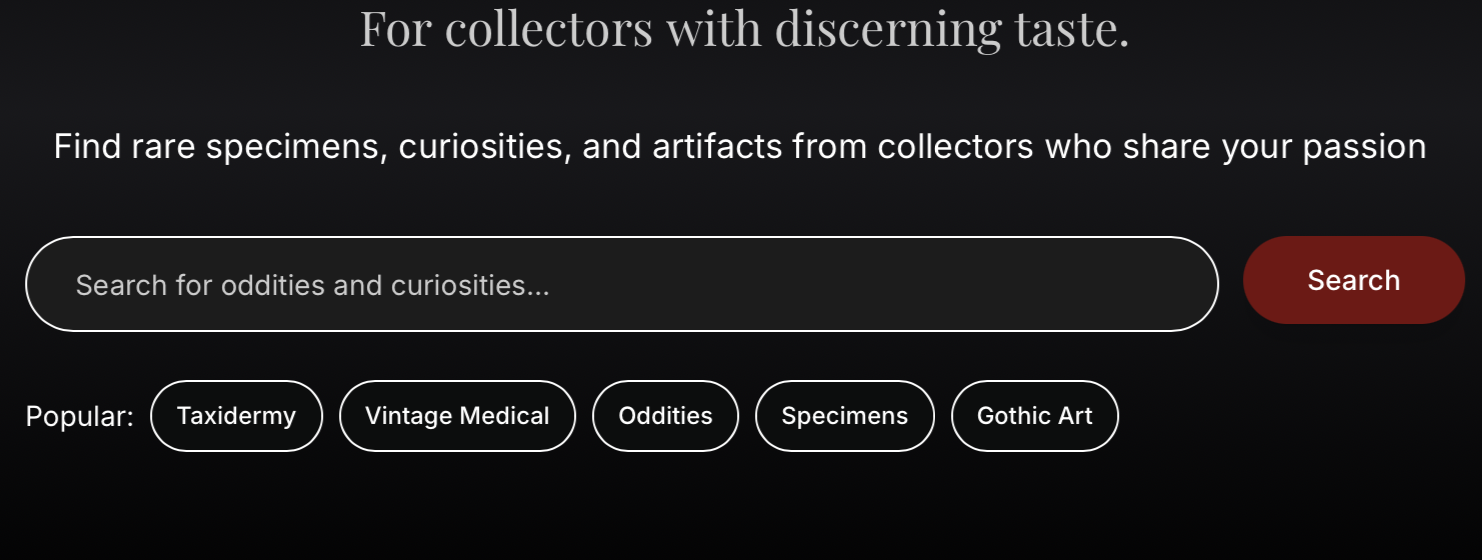 For collectors with discerning taste.
Find rare specimens, curiosities, and artifacts from collectors who share your passion
Search for oddities and curiosities... Search
Popular: Taxidermy Vintage Medical Oddities Specimens Gothic Art